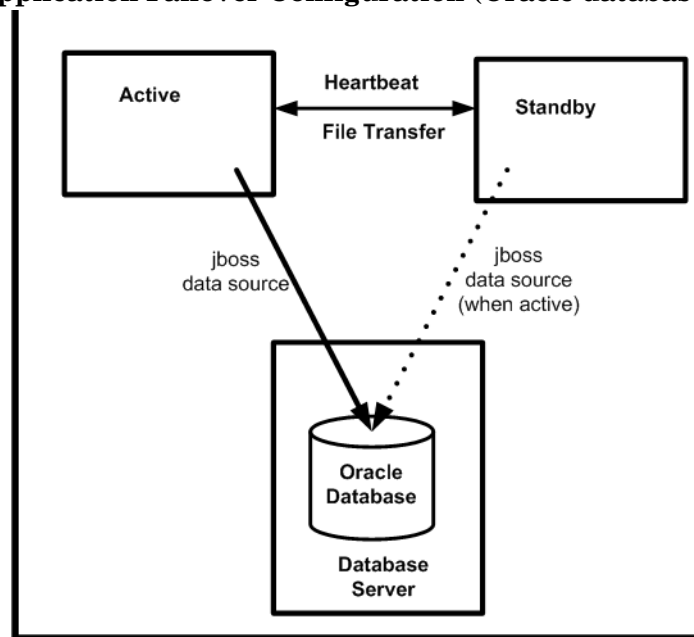 Application Failover Configuration (Oracle databas
Active
Heartbeat
File Transfer
Standby
jboss
data source
jboss
data source
(when active)
Oracle
Database
Database
Server